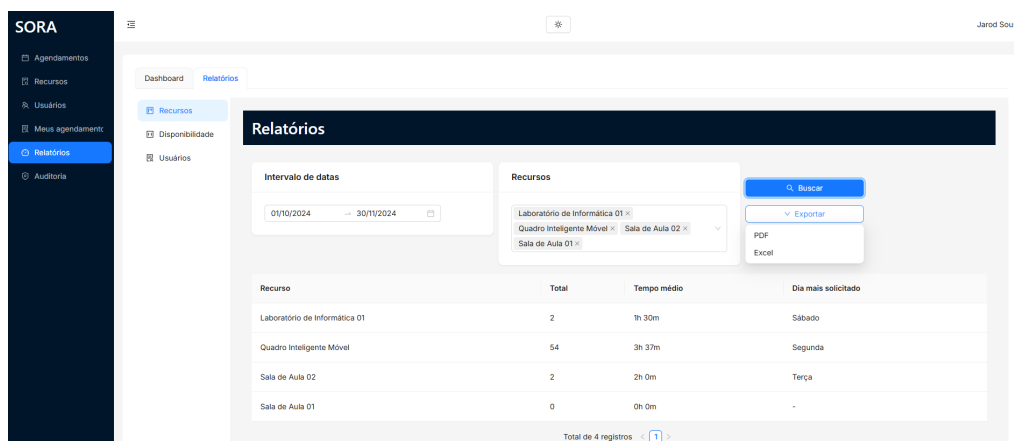 SORA
Jarod Sou
Agendamentos
Recursos
Usuários
Meus agendamento
Relatórios
Auditoria
Dashboard Relatórios
Recursos
Disponibilidade
Usuários
Relatórios
Intervalo de datas
01/10/2024 → 30/11/2024
Recursos
Laboratório de Informática 01 ×
Quadro Inteligente Móvel × Sala de Aula 02 ×
Sala de Aula 01 ×
Buscar
Exportar
PDF
Excel
Recurso Total Tempo médio Dia mais solicitado
Laboratório de Informática 01 2 1h 30m Sábado
Quadro Inteligente Móvel 54 3h 37m Segunda
Sala de Aula 02 2 2h 0m Terça
Sala de Aula 01 0 0h 0m -
Total de 4 registros < 1 >